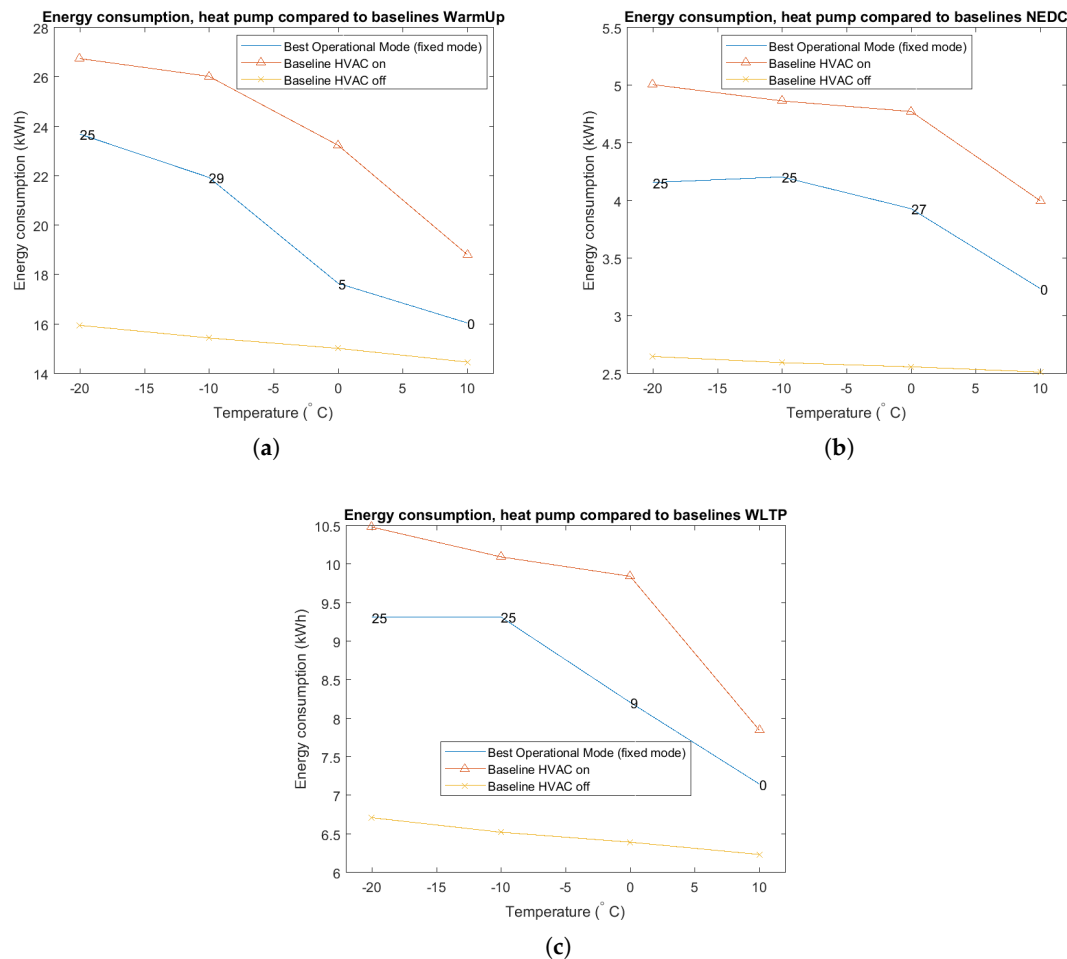 Energy consumption, heat pump compared to baselines WarmUp
28
26
24
22
20
18
16
14
Energy consumption (kWh)
Best Operational Mode (fixed mode)
Baseline HVAC on
Baseline HVAC off
25
29
5
0
-20 -15 -10 -5 0 5 10
Temperature (° C)
(a)
Energy consumption, heat pump compared to baselines NEDC
5.5
5
4.5
4
3.5
3
2.5
Energy consumption (kWh)
Best Operational Mode (fixed mode)
Baseline HVAC on
Baseline HVAC off
25
25
27
0
-20 -15 -10 -5 0 5 10
Temperature (° C)
(b)
Energy consumption, heat pump compared to baselines WLTP
10.5
10
9.5
9
8.5
8
7.5
7
6.5
6
Energy consumption (kWh)
25
25
9
Best Operational Mode (fixed mode)
Baseline HVAC on
Baseline HVAC off
0
-20 -15 -10 -5 0 5 10
Temperature (° C)
(c)